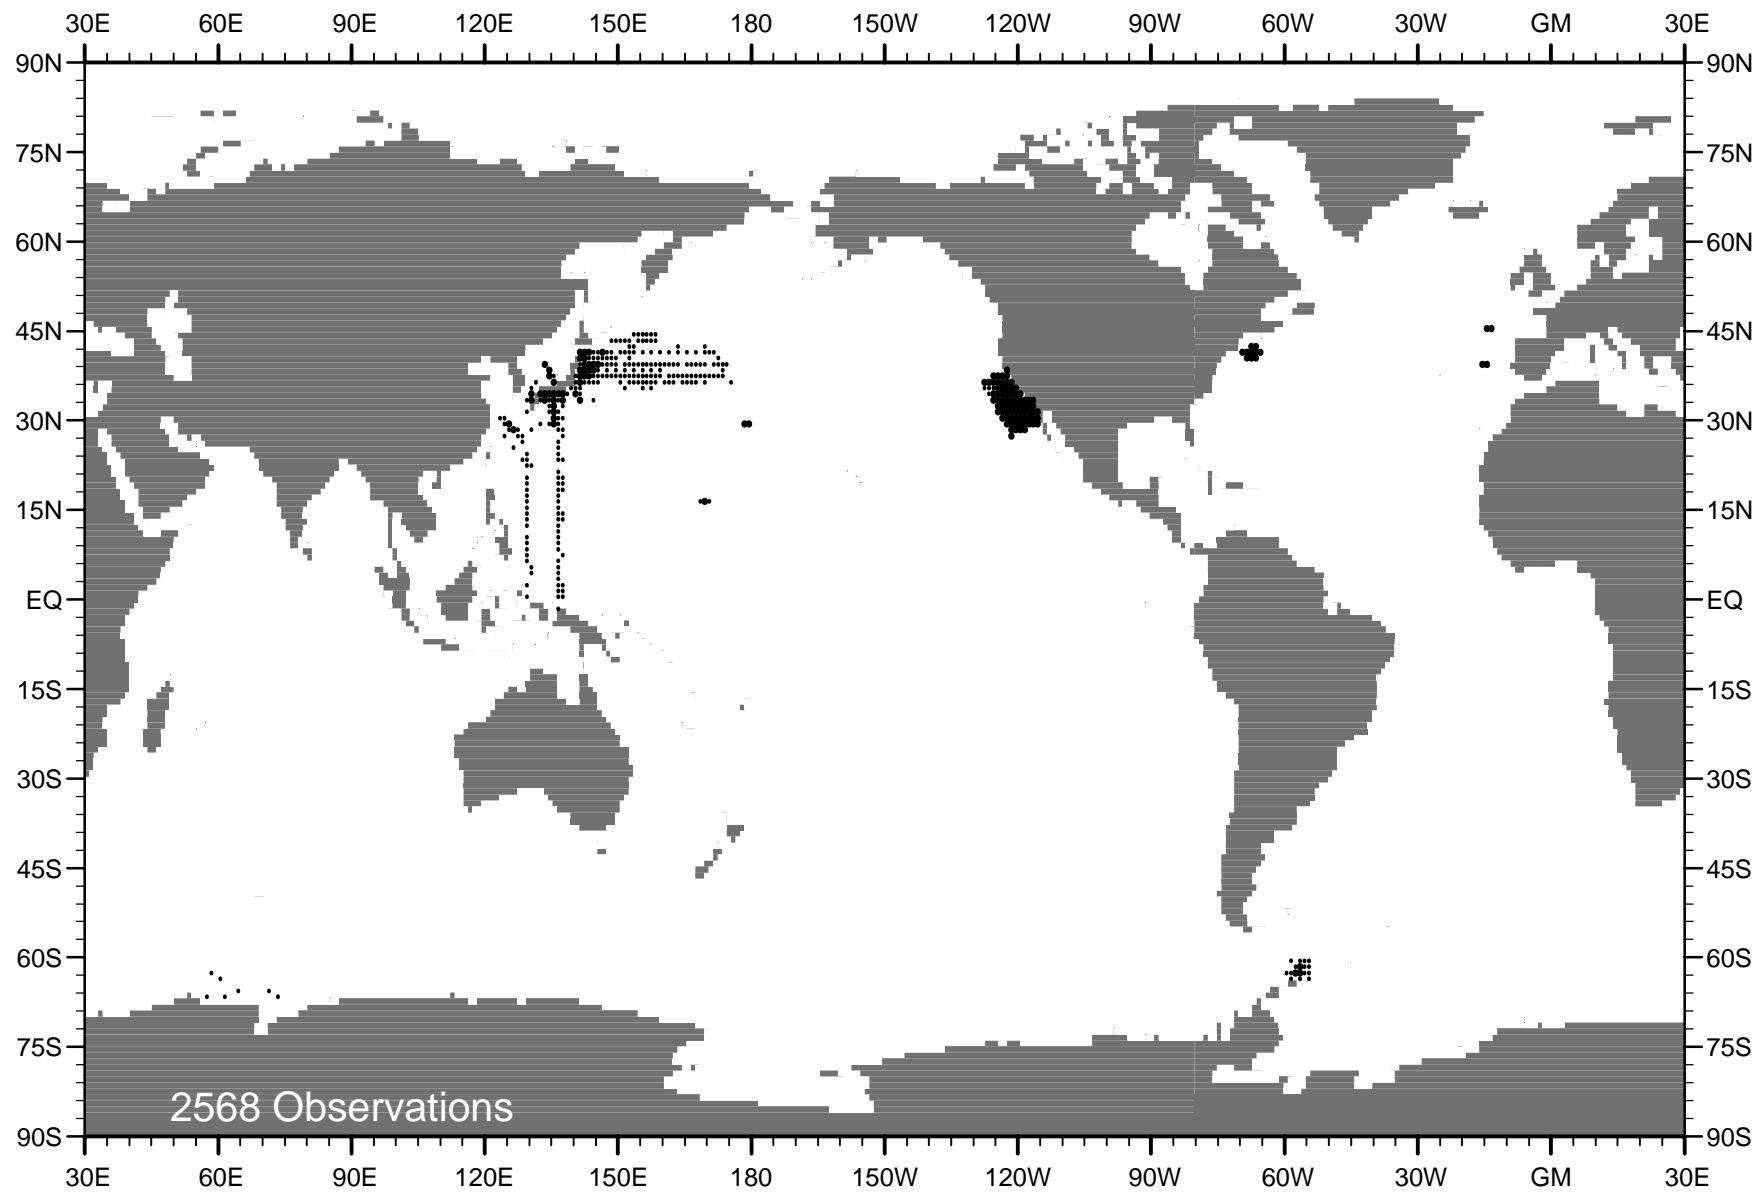 30E 60E 90E 120E 150E 180 150W 120W 90W 60W 30W GM 30E
90N 90N
75N 75N
60N 60N
45N 45N
30N 30N
15N 15N
EQ EQ
15S 15S
30S 30S
45S 45S
60S 60S
75S 75S
2568 Observations
90S 90S
30E 60E 90E 120E 150E 180 150W 120W 90W 60W 30W GM 30E